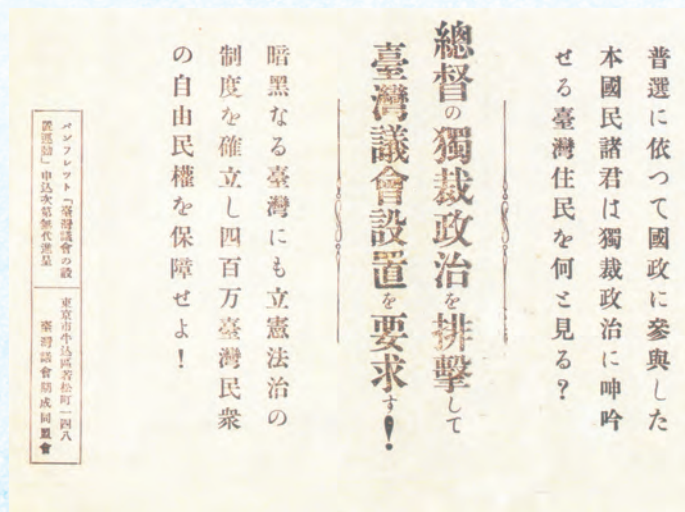 普選に依つて國政に參與した
本國民諸君は獨裁政治に呻吟
せる臺灣住民を何と見る？
總督の獨裁政治を排擊して
臺灣議會設置を要求す！
暗黑なる臺灣にも立憲法治の
制度を確立し四百万臺灣民衆
の自由民權を保障せよ！
パンフレツト「臺灣議會の設
置運動」申込次第無代進呈
東京市牛込區若松町一四八
臺灣議會期成同盟會